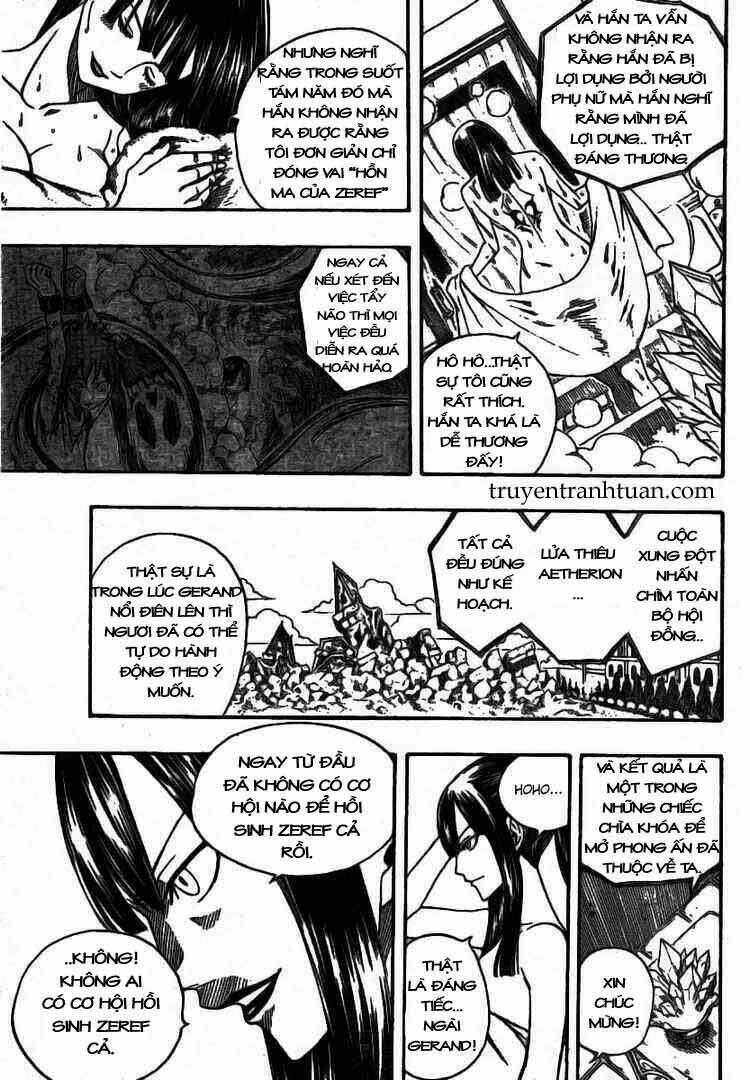 VÀ HẮN TA VẪN
KHÔNG NHẬN RA
RẰNG HẮN ĐÃ BỊ
LỢI DỤNG BỞI NGƯỜI
PHỤ NỮ MÀ HẮN NGHĨ
RẰNG MÌNH ĐÃ
LỢI DỤNG.. THẬT
ĐÁNG THƯƠNG
NHƯNG NGHĨ
RẰNG TRONG SUỐT
TÁM NĂM ĐÓ MÀ
HẮN KHÔNG NHẬN
RA ĐƯỢC RẰNG
TÔI ĐƠN GIẢN CHỈ
ĐÓNG VAI "HỒN
MA CỦA ZEREF"
HÔ HÔ..THẬT
SỰ TÔI CŨNG
RẤT THÍCH.
HẮN TA KHÁ LÀ
DỄ THƯƠNG
ĐẤY!
NGAY CẢ
NẾU XÉT ĐẾN
VIỆC TẨY
NÃO THÌ MỌI
VIỆC ĐỀU
DIỄN RA QUÁ
HOÀN HẢO.
truyentranhtuan.com
CUỘC
XUNG ĐỘT
NHẤN
CHÌM TOÀN
BỘ HỘI
ĐỒNG..
LỬA THIÊU
AETHERION
...
TẤT CẢ
ĐỀU ĐÚNG
NHƯ KẾ
HOẠCH.
THẬT SỰ LÀ
TRONG LÚC GERAND
NỔI ĐIÊN LÊN THÌ
NGƯƠI ĐÃ CÓ THỂ
TỰ DO HÀNH
ĐỘNG THEO Ý
MUỐN.
VÀ KẾT QUẢ LÀ
MỘT TRONG
NHỮNG CHIẾC
CHÌA KHÓA ĐỂ
MỞ PHONG ẤN ĐÃ
THUỘC VỀ TA.
XIN
CHÚC
MỪNG!
HOHO...
THẬT
LÀ ĐÁNG
TIẾC...
NGÀI
GERAND!
NGAY TỪ ĐẦU
ĐÃ KHÔNG CÓ CƠ
HỘI NÀO ĐỂ HỒI
SINH ZEREF CẢ
RỒI.
..KHÔNG!
KHÔNG AI
CÓ CƠ HỘI HỒI
SINH ZEREF
CẢ.